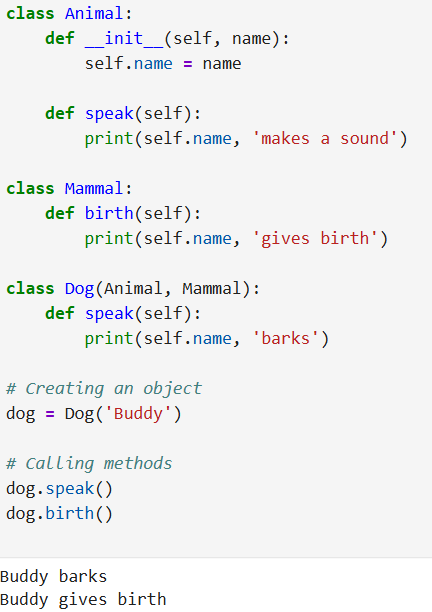 class Animal:
    def __init__(self, name):
        self.name = name

    def speak(self):
        print(self.name, 'makes a sound')

class Mammal:
    def birth(self):
        print(self.name, 'gives birth')

class Dog(Animal, Mammal):
    def speak(self):
        print(self.name, 'barks')

# Creating an object
dog = Dog('Buddy')

# Calling methods
dog.speak()
dog.birth()

Buddy barks
Buddy gives birth